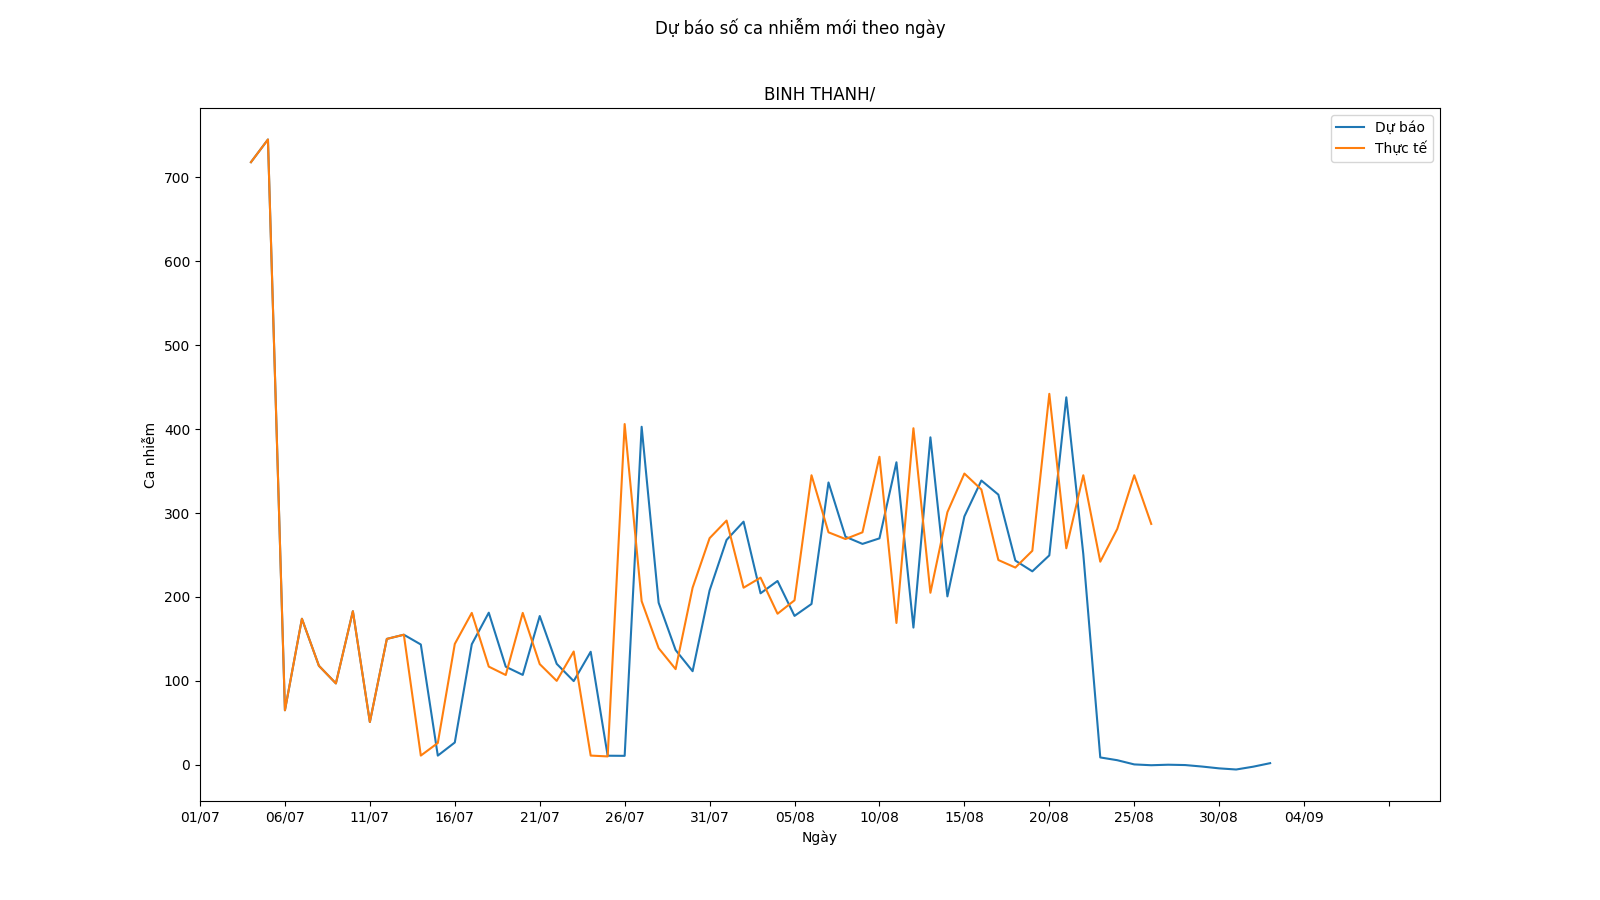 Dự báo số ca nhiễm mới theo ngày
BINH THANH/
Dự báo
Thực tế
700
600
500
400
300
200
100
0
Ca nhiễm
01/07 06/07 11/07 16/07 21/07 26/07 31/07 05/08 10/08 15/08 20/08 25/08 30/08 04/09
Ngày